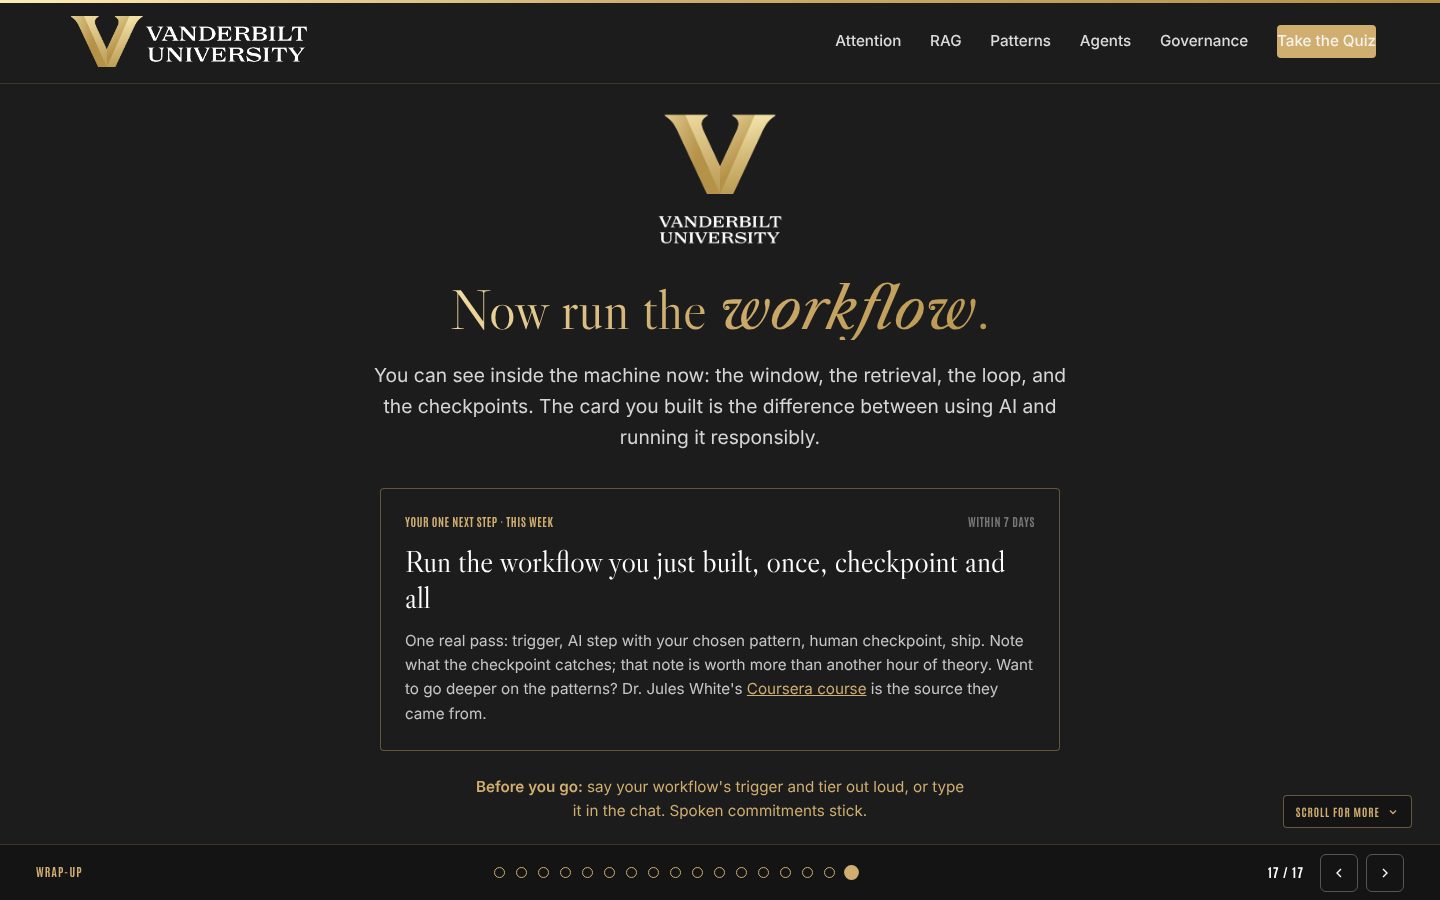 VANDERBILT
UNIVERSITY
Attention
RAG
Patterns
Agents
Governance
Take the Quiz
VANDERBILT
UNIVERSITY
Now run the workflow.
You can see inside the machine now: the window, the retrieval, the loop, and
the checkpoints. The card you built is the difference between using AI and
running it responsibly.
YOUR ONE NEXT STEP · THIS WEEK
WITHIN 7 DAYS
Run the workflow you just built, once, checkpoint and
all
One real pass: trigger, AI step with your chosen pattern, human checkpoint, ship. Note
what the checkpoint catches; that note is worth more than another hour of theory. Want
to go deeper on the patterns? Dr. Jules White's Coursera course is the source they
came from.
Before you go: say your workflow's trigger and tier out loud, or type
it in the chat. Spoken commitments stick.
SCROLL FOR MORE
WRAP-UP
17 / 17